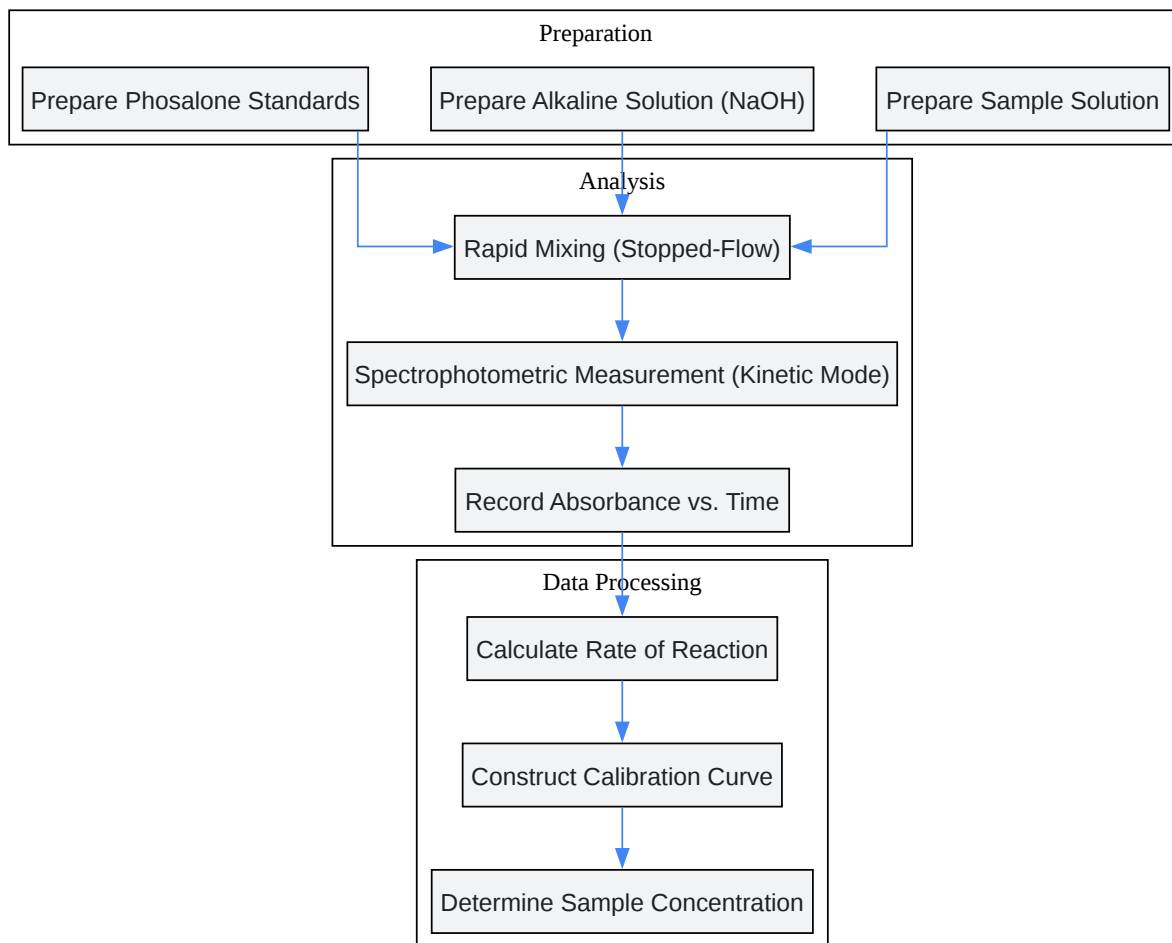 Preparation
Prepare Phosalone Standards
Prepare Alkaline Solution (NaOH)
Prepare Sample Solution
Analysis
Rapid Mixing (Stopped-Flow)
Spectrophotometric Measurement (Kinetic Mode)
Record Absorbance vs. Time
Data Processing
Calculate Rate of Reaction
Construct Calibration Curve
Determine Sample Concentration